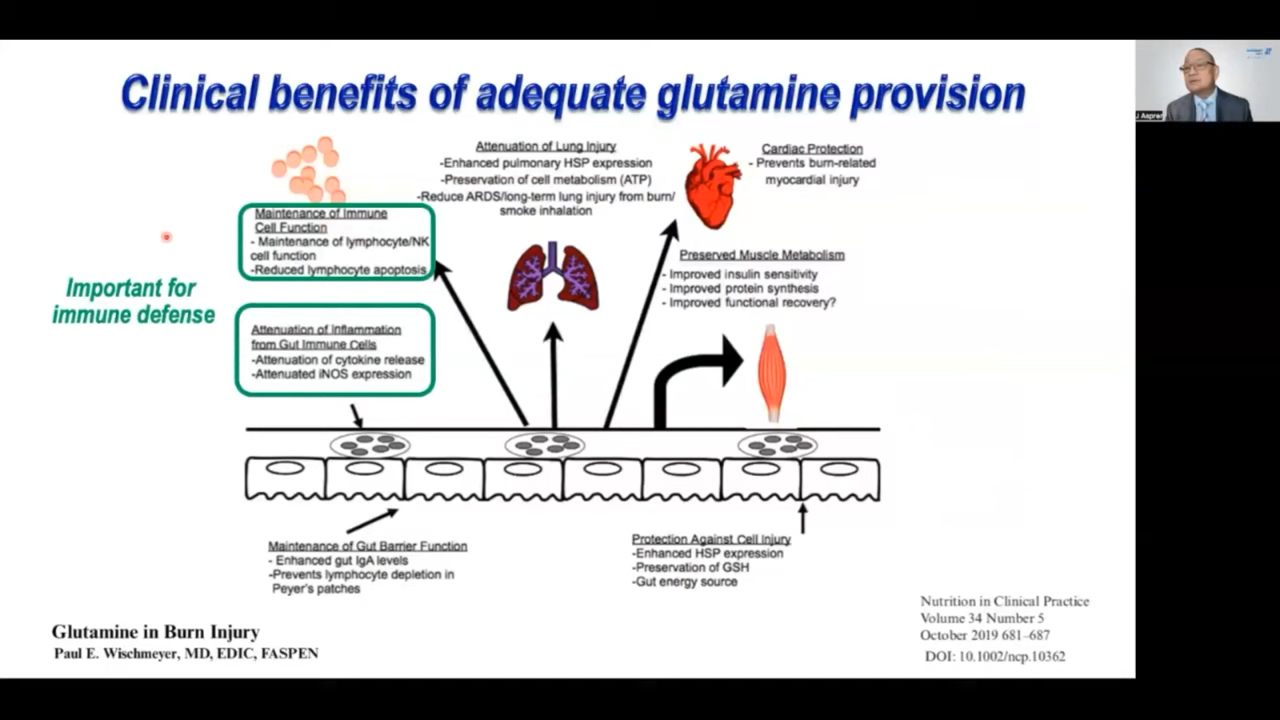 Clinical benefits of adequate glutamine provision
Attenuation of Lung Injury
-Enhanced pulmonary HSP expression
-Preservation of cell metabolism (ATP)
-Reduce ARDS/long-term lung injury from burn/
smoke inhalation
Cardiac Protection
- Prevents burn-related
myocardial injury
Maintenance of Immune
Cell Function
- Maintenance of lymphocyte/NK
cell function
-Reduced lymphocyte apoptosis
Preserved Muscle Metabolism
- Improved insulin sensitivity
- Improved protein synthesis
- Improved functional recovery?
Important for
immune defense
Attenuation of Inflammation
from Gut Immune Cells
-Attenuation of cytokine release
-Attenuated iNOS expression
Maintenance of Gut Barrier Function
- Enhanced gut IgA levels
-Prevents lymphocyte depletion in
Peyer's patches
Protection Against Cell Injury
-Enhanced HSP expression
-Preservation of GSH
-Gut energy source
Glutamine in Burn Injury
Paul E. Wischmeyer, MD, EDIC, FASPEN
Nutrition in Clinical Practice
Volume 34 Number 5
October 2019 681–687
DOI: 10.1002/ncp.10362